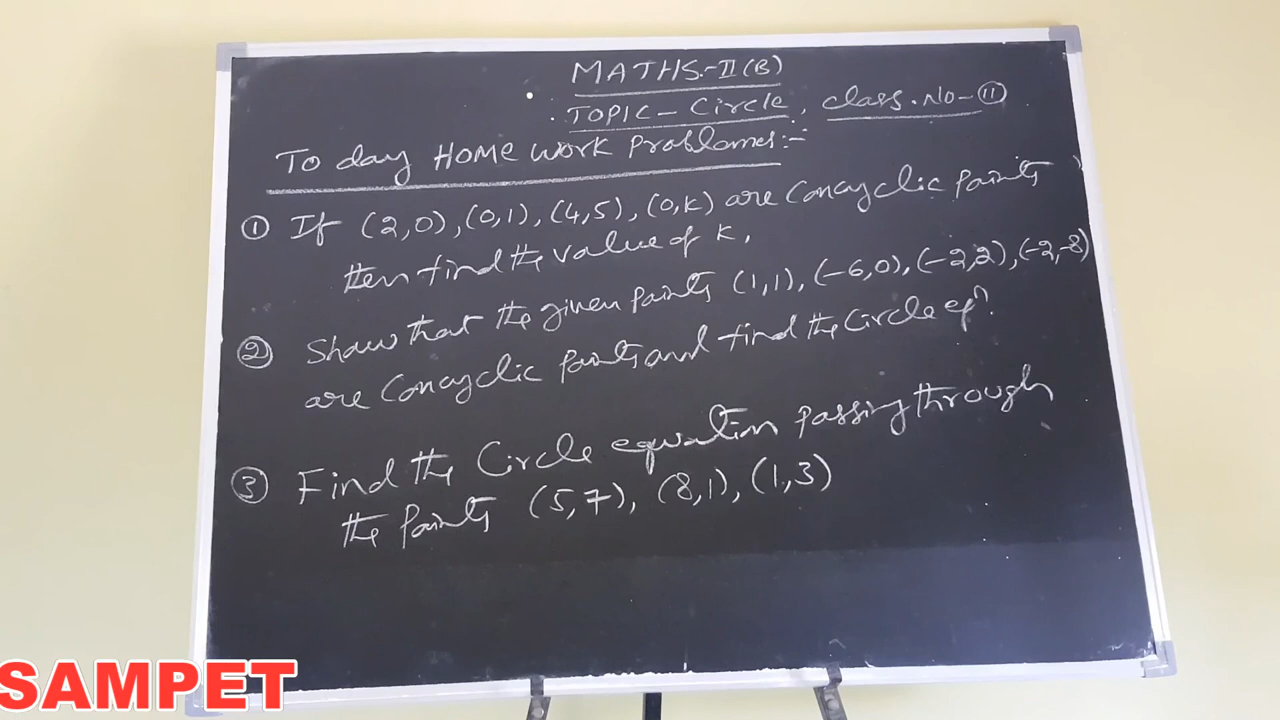 MATHS.-II(B)
TOPIC - Circle, class.No-11
To day HOME WORK Problomes:-
① If (2,0), (0,1), (4,5), (0,K) are Concyclic Points
then find the value of K.
② Show that the given points (1,1), (-6,0), (-2,2), (-2,-8)
are Concyclic Points and find the Circle eqn.
③ Find the Circle equation passing through
the points (5,7), (8,1), (1,3)
SAMPET